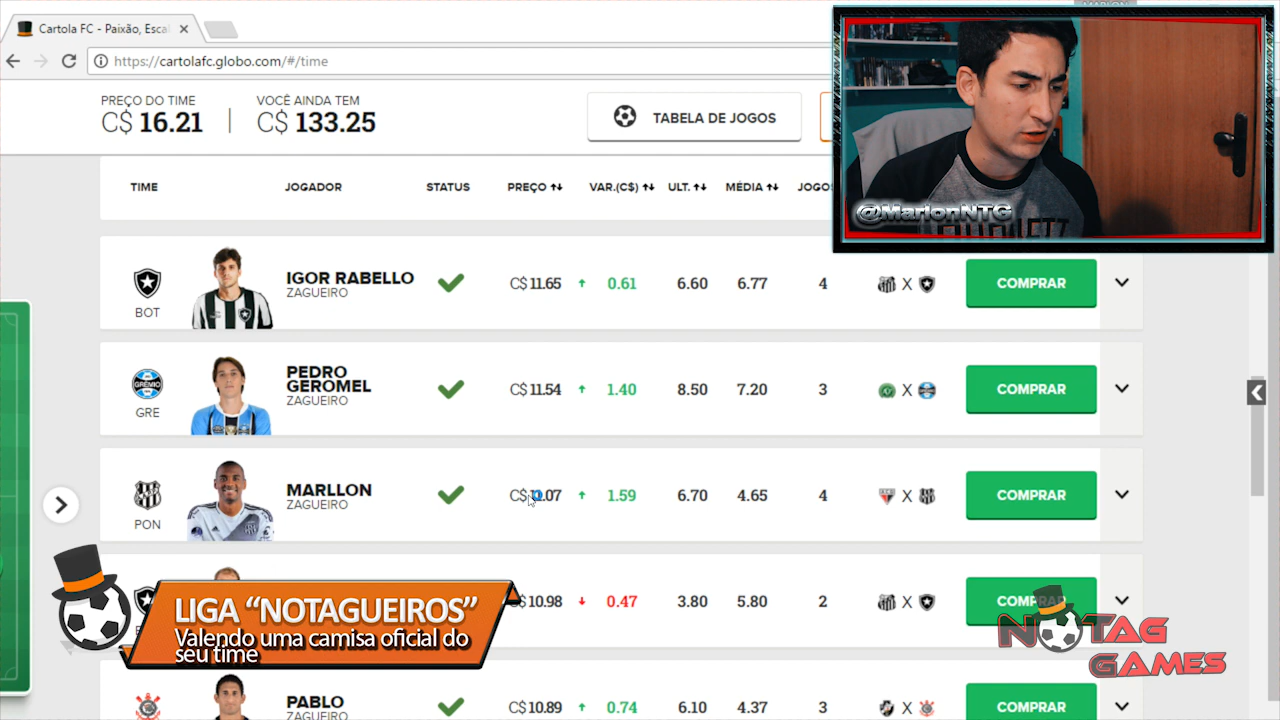 Cartola FC - Paixão, Escal
https://cartolafc.globo.com/#/time
PREÇO DO TIME
C$ 16.21
VOCÊ AINDA TEM
C$ 133.25
TABELA DE JOGOS
@MarlonNTG
TIME JOGADOR STATUS PREÇO VAR.(C$) ULT. MÉDIA JOGOS
BOT IGOR RABELLO
ZAGUEIRO
C$ 11.65 0.61 6.60 6.77 4 X COMPRAR
GRÊMIO
GRE PEDRO
GEROMEL
ZAGUEIRO
C$ 11.54 1.40 8.50 7.20 3 X COMPRAR
PON MARLLON
ZAGUEIRO
C$ 1.59 6.70 4.65 4 X COMPRAR
C$ 10.98 0.47 3.80 5.80 2 X
PABLO
C$ 10.89 0.74 6.10 4.37 3 X COMPRAR
LIGA “NOTAGUEIROS”
Valendo uma camisa oficial do
seu time
NOTAG
GAMES